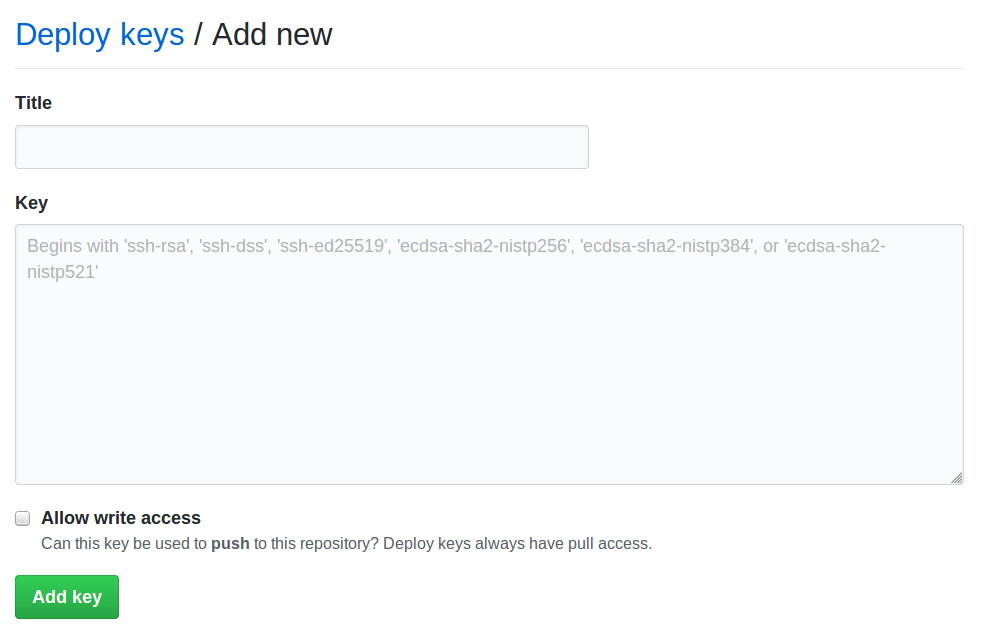 Deploy keys / Add new
Title
Key
Begins with 'ssh-rsa', 'ssh-dss', 'ssh-ed25519', 'ecdsa-sha2-nistp256', 'ecdsa-sha2-nistp384', or 'ecdsa-sha2-
nistp521'
Allow write access
Can this key be used to push to this repository? Deploy keys always have pull access.
Add key